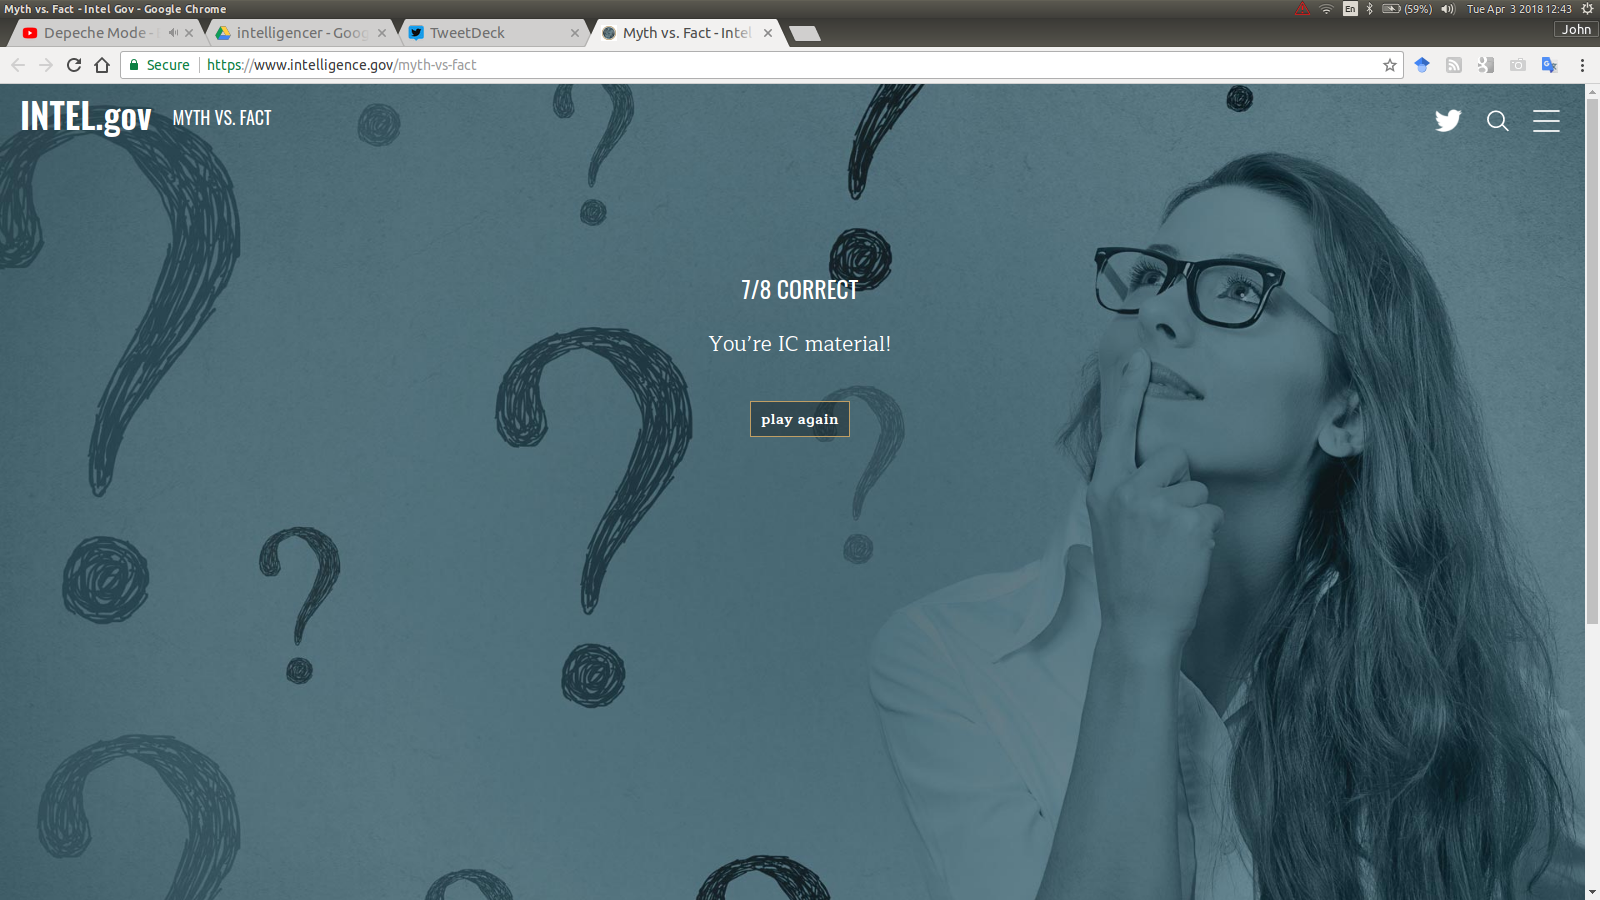 Myth vs. Fact - Intel Gov - Google Chrome
En
(59%)
Tue Apr 3 2018 12:43
Depeche Mode -
intelligencer - Goog
TweetDeck
Myth vs. Fact - Inte
John
Secure
https://www.intelligence.gov/myth-vs-fact
INTEL.gov
MYTH VS. FACT
7/8 CORRECT
You’re IC material!
play again